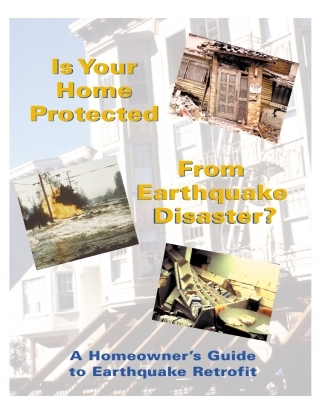 Is Your
Home
Protected
From
Earthquake
Disaster?
A Homeowner's Guide
to Earthquake Retrofit